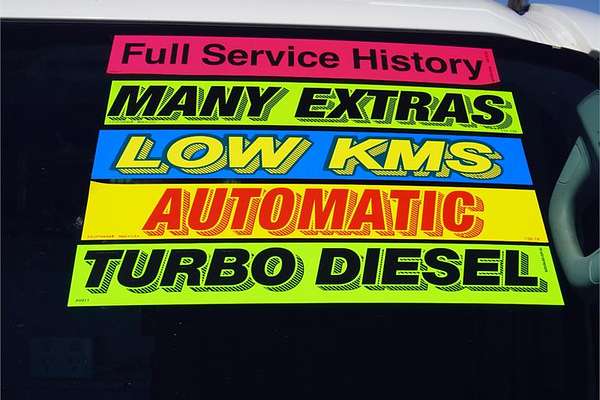 Full Service History
MANY EXTRAS
LOW KMS
AUTOMATIC
TURBO DIESEL